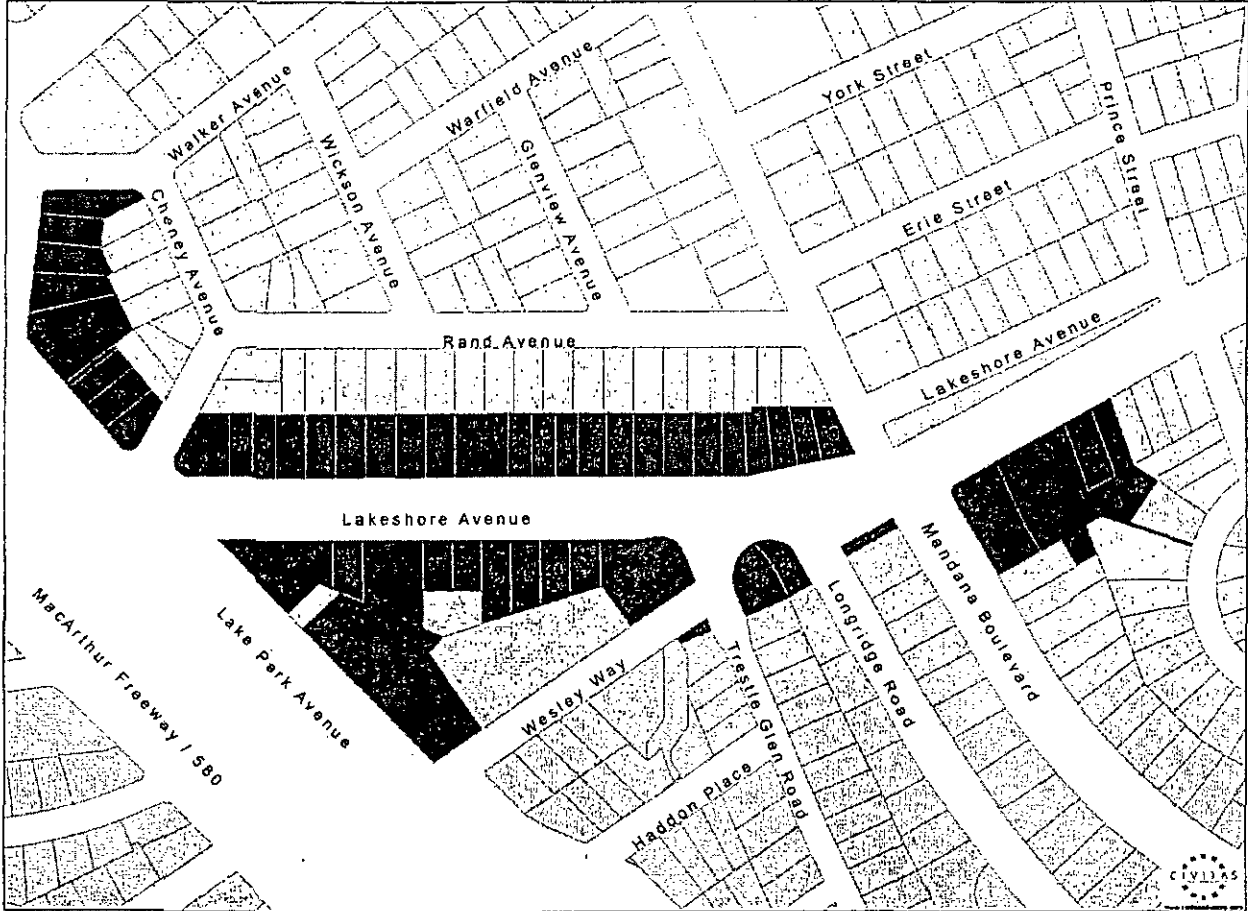 York Street
Warfield Avenue
Walker Avenue
Prince Street
Wickson Avenue
Glenview Avenue
Cheney Avenue
Erie Street
Rand Avenue
Lakeshore Avenue
Lakeshore Avenue
Mandana Boulevard
Longridge Road
MacArthur Freeway / 580
Lake Park Avenue
Trestle Glen Road
Wesley Way
Haddon Place
CIVITAS